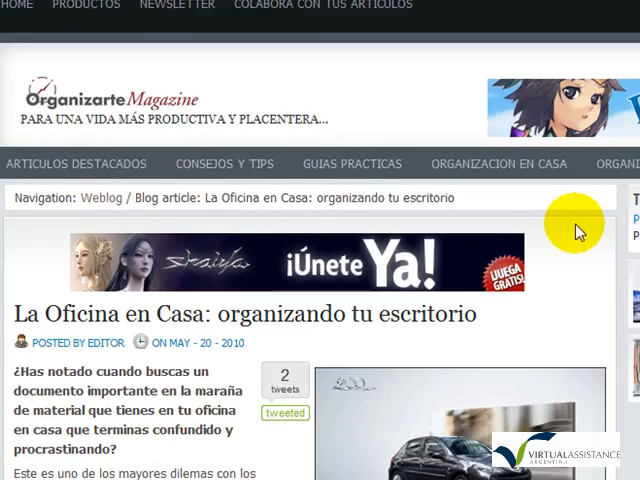 HOME PRODUCTOS NEWSLETTER COLABORA CON TUS ARTICULOS
Organizarte Magazine
PARA UNA VIDA MÁS PRODUCTIVA Y PLACENTERA...
ARTICULOS DESTACADOS CONSEJOS Y TIPS GUIAS PRACTICAS ORGANIZACION EN CASA ORGANI
Navigation: Weblog / Blog article: La Oficina en Casa: organizando tu escritorio
Shaiya ¡Únete Ya! ¡JUEGA GRATIS!
La Oficina en Casa: organizando tu escritorio
POSTED BY EDITOR ON MAY - 20 - 2010
¿Has notado cuando buscas un
documento importante en la maraña
de material que tienes en tu oficina
en casa que terminas confundido y
procrastinando?
2
tweets
tweeted
Este es uno de los mayores dilemas con los
VIRTUALASSISTANCE
ARGENTINA